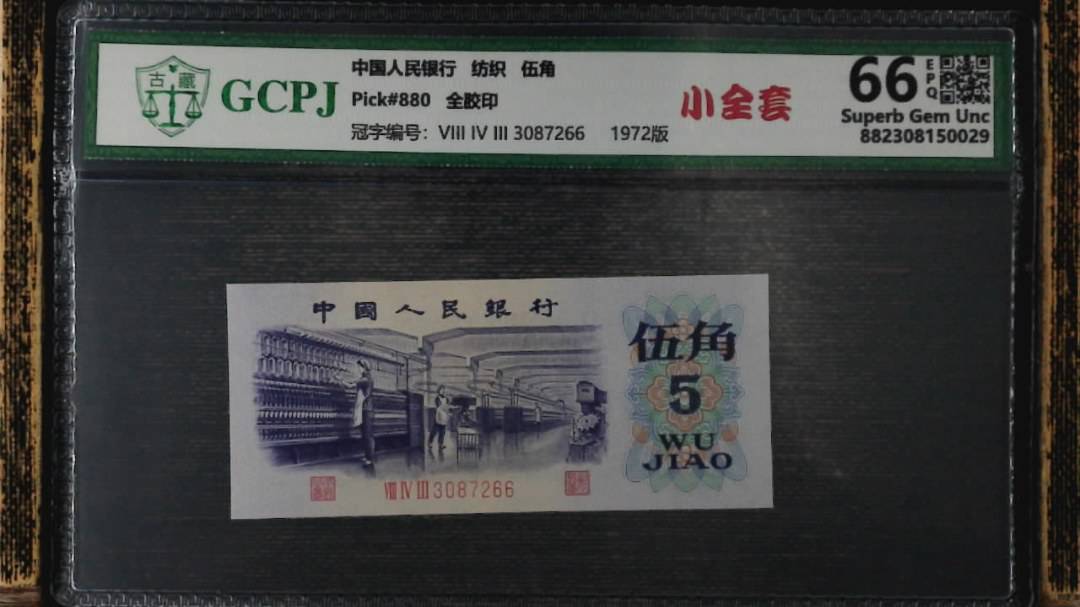 古藏
GCPJ
中国人民银行 纺织 伍角
Pick#880 全胶印
冠字编号: VIII IV III 3087266 1972版
小全套
66
EPQ
Superb Gem Unc
882308150029
中國人民銀行
伍角
5
WU
JIAO
VIII IV III 3087266